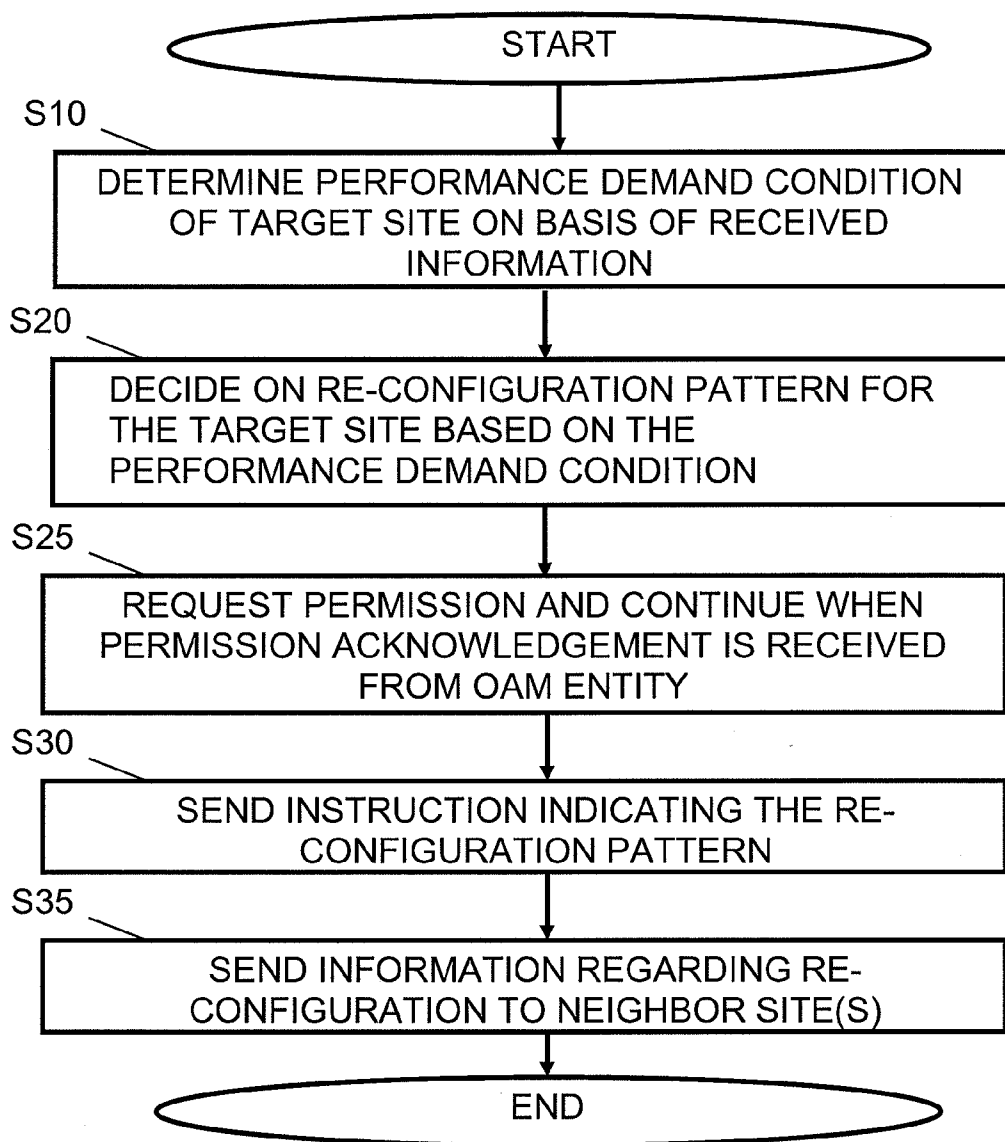 START
S10
DETERMINE PERFORMANCE DEMAND CONDITION
OF TARGET SITE ON BASIS OF RECEIVED
INFORMATION
S20
DECIDE ON RE-CONFIGURATION PATTERN FOR
THE TARGET SITE BASED ON THE
PERFORMANCE DEMAND CONDITION
S25
REQUEST PERMISSION AND CONTINUE WHEN
PERMISSION ACKNOWLEDGEMENT IS RECEIVED
FROM OAM ENTITY
S30
SEND INSTRUCTION INDICATING THE RE-
CONFIGURATION PATTERN
S35
SEND INFORMATION REGARDING RE-
CONFIGURATION TO NEIGHBOR SITE(S)
END